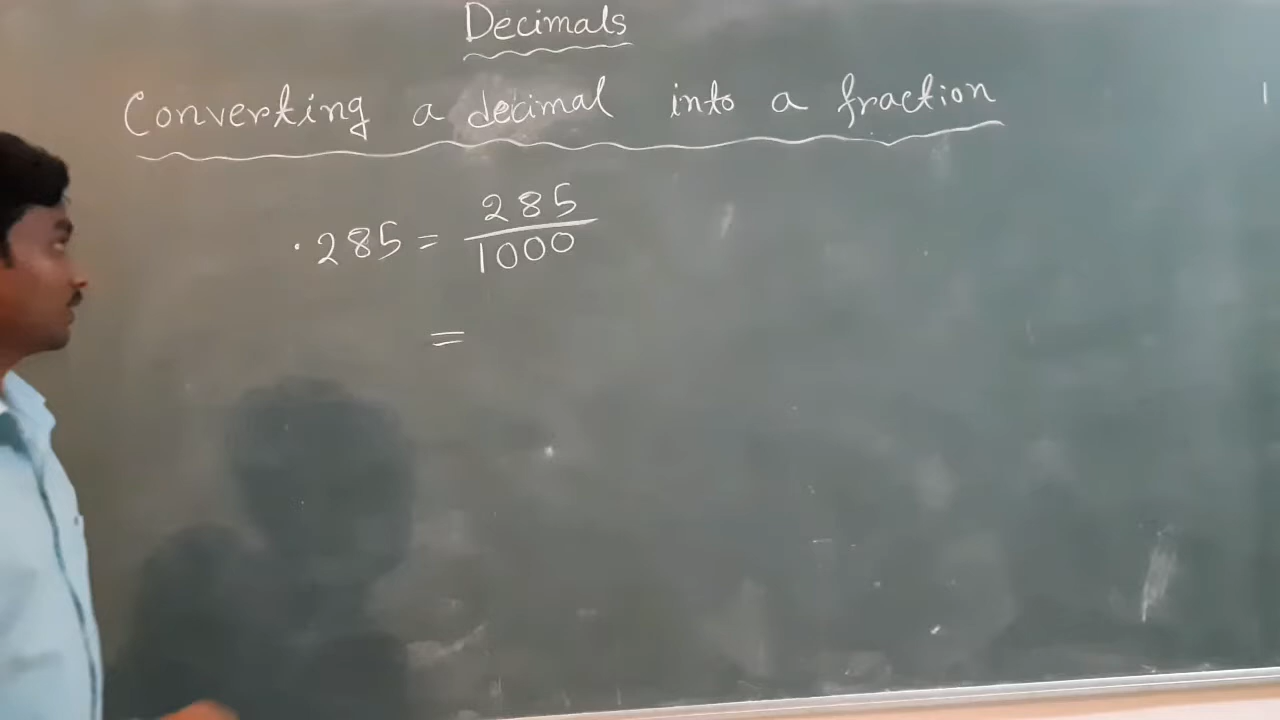 Decimals
Converting a decimal into a fraction
.285 = 285/1000
=